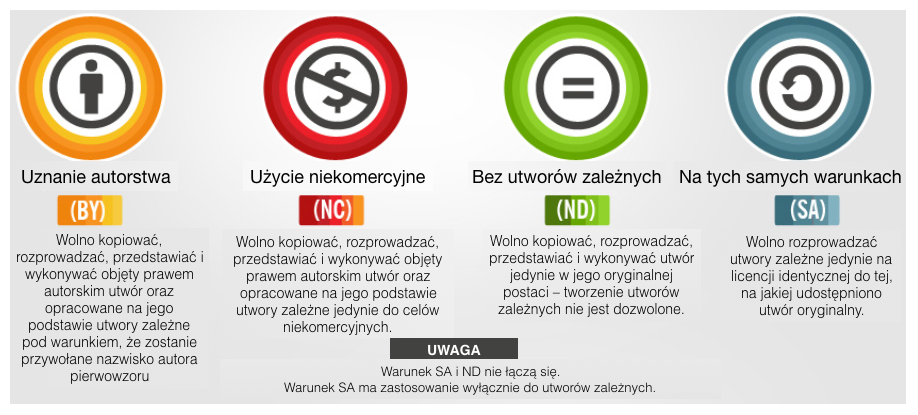 Uznanie autorstwa
(BY)
Wolno kopiować,
rozprowadzać, przedstawiać i
wykonywać objęty prawem
autorskim utwór oraz
opracowane na jego
podstawie utwory zależne
pod warunkiem, że zostanie
przywołane nazwisko autora
pierwowzoru
Użycie niekomercyjne
(NC)
Wolno kopiować, rozprowadzać,
przedstawiać i wykonywać objęty
prawem autorskim utwór oraz
opracowane na jego podstawie
utwory zależne jedynie do celów
niekomercyjnych.
Bez utworów zależnych
(ND)
Wolno kopiować, rozprowadzać,
przedstawiać i wykonywać utwór
jedynie w jego oryginalnej
postaci – tworzenie utworów
zależnych nie jest dozwolone.
Na tych samych warunkach
(SA)
Wolno rozprowadzać
utwory zależne jedynie na
licencji identycznej do tej,
na jakiej udostępniono
utwór oryginalny.
UWAGA
Warunek SA i ND nie łączą się.
Warunek SA ma zastosowanie wyłącznie do utworów zależnych.